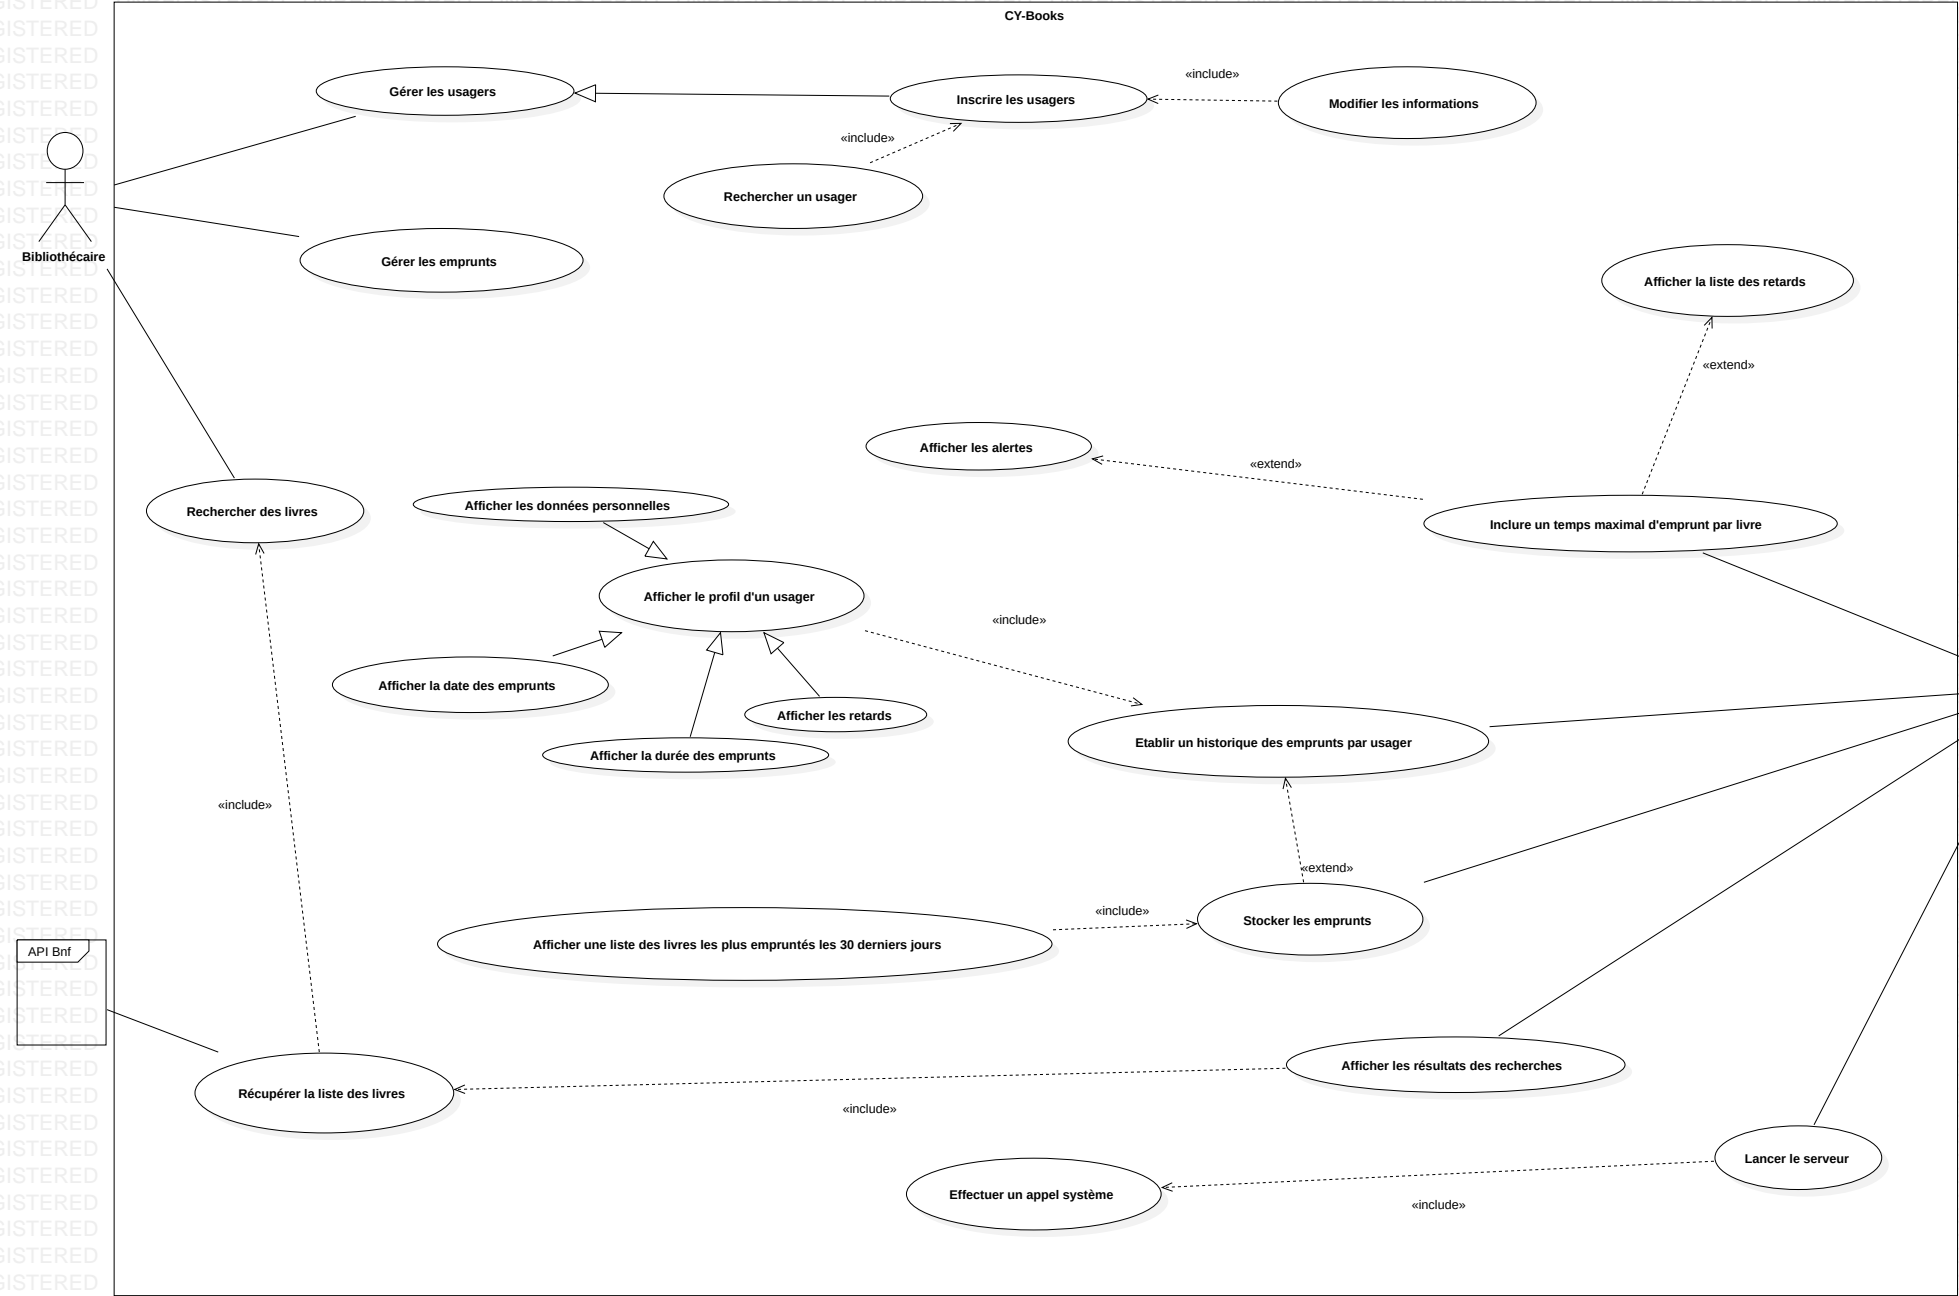 CY-Books
Gérer les usagers
Inscrire les usagers
«include»
Modifier les informations
«include»
Rechercher un usager
Bibliothécaire
Gérer les emprunts
Afficher la liste des retards
«extend»
Afficher les alertes
«extend»
Inclure un temps maximal d'emprunt par livre
Rechercher des livres
Afficher les données personnelles
Afficher le profil d'un usager
«include»
Afficher la date des emprunts
Afficher les retards
Afficher la durée des emprunts
Etablir un historique des emprunts par usager
«include»
«extend»
Afficher une liste des livres les plus empruntés les 30 derniers jours
«include»
Stocker les emprunts
API Bnf
Récupérer la liste des livres
«include»
Afficher les résultats des recherches
Effectuer un appel système
«include»
Lancer le serveur